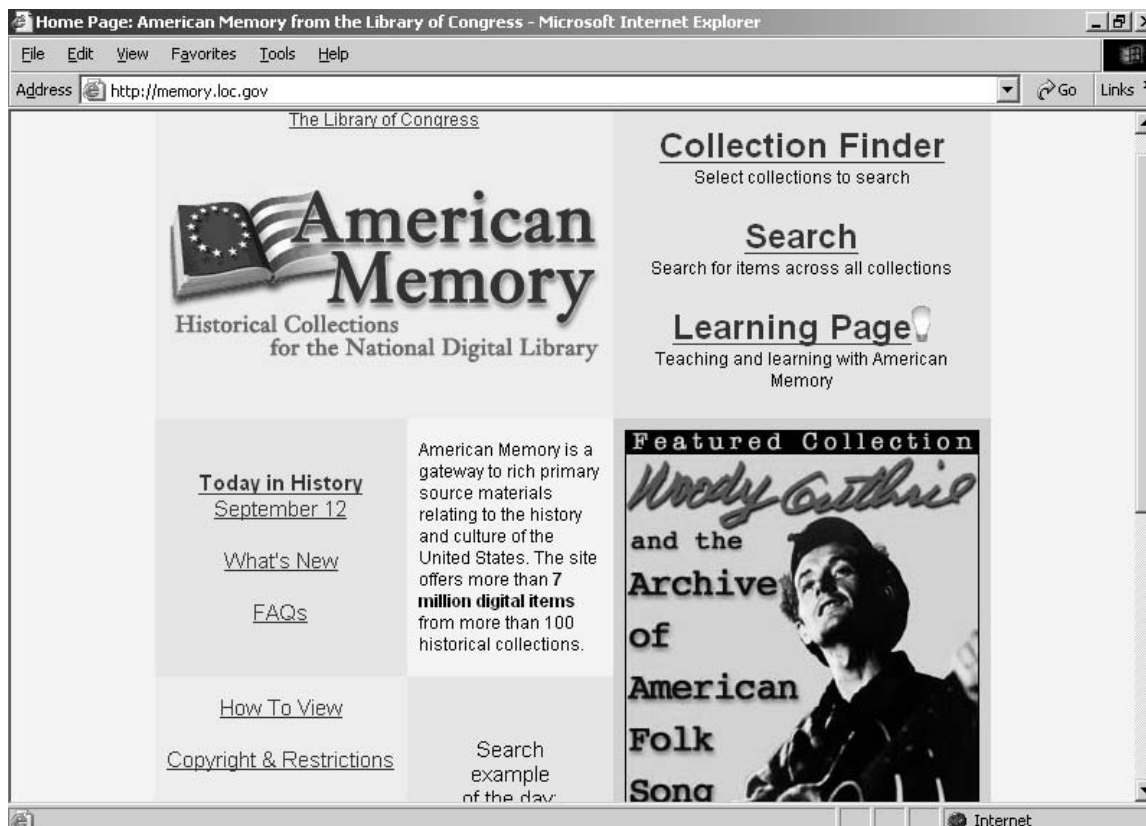 Home Page: American Memory from the Library of Congress - Microsoft Internet Explorer
File Edit View Favorites Tools Help
Address http://memory.loc.gov Go Links
The Library of Congress
American
Memory
Historical Collections
for the National Digital Library
Collection Finder
Select collections to search
Search
Search for items across all collections
Learning Page
Teaching and learning with American
Memory
Today in History
September 12
What's New
FAQs
American Memory is a
gateway to rich primary
source materials
relating to the history
and culture of the
United States. The site
offers more than 7
million digital items
from more than 100
historical collections.
Featured Collection
Woody Guthrie
and the
Archive
of
American
Folk
Song
How To View
Copyright & Restrictions
Search
example
of the day:
Internet